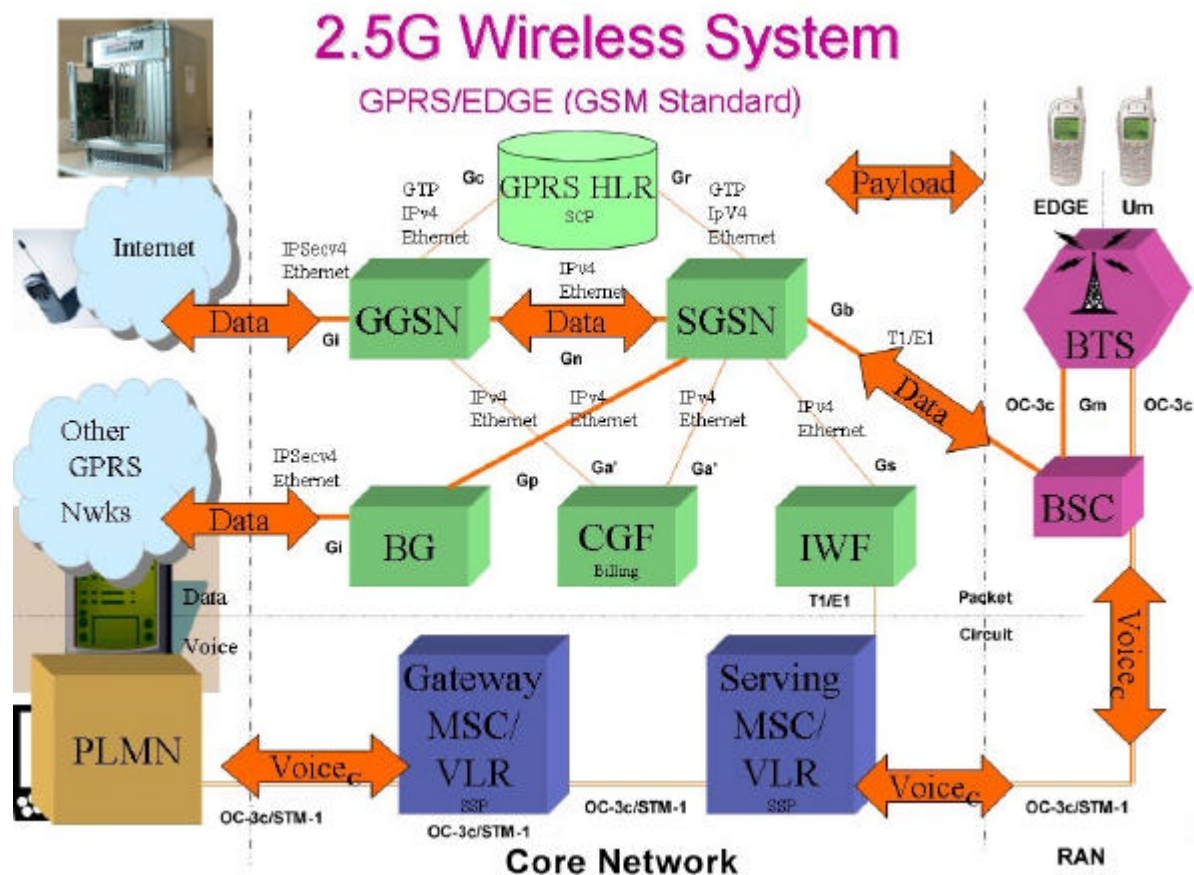 2.5G Wireless System
GPRS/EDGE (GSM Standard)
GPRS HLR
SCP
Gc
Gr
GTP
IPv4
Ethernet
GTP
IpV4
Ethernet
Payload
EDGE
Um
Internet
IPSecv4
Ethernet
Data
Gi
GGSN
IPv4
Ethernet
Data
Gn
SGSN
Gb
T1/E1
Data
BTS
OC-3c
Gm
OC-3c
BSC
IPv4
Ethernet
IPv4
Ethernet
IPv4
Ethernet
IPv4
Ethernet
Other
GPRS
Nwks
IPSecv4
Ethernet
Data
Gi
Gp
Ga'
Ga'
Gs
BG
CGF
Billing
IWF
T1/E1
Packet
Circuit
Data
Voice
VoiceC
PLMN
VoiceC
Gateway
MSC/
VLR
SSP
Serving
MSC/
VLR
SSP
VoiceC
OC-3c/STM-1
OC-3c/STM-1
OC-3c/STM-1
OC-3c/STM-1
Core Network
RAN